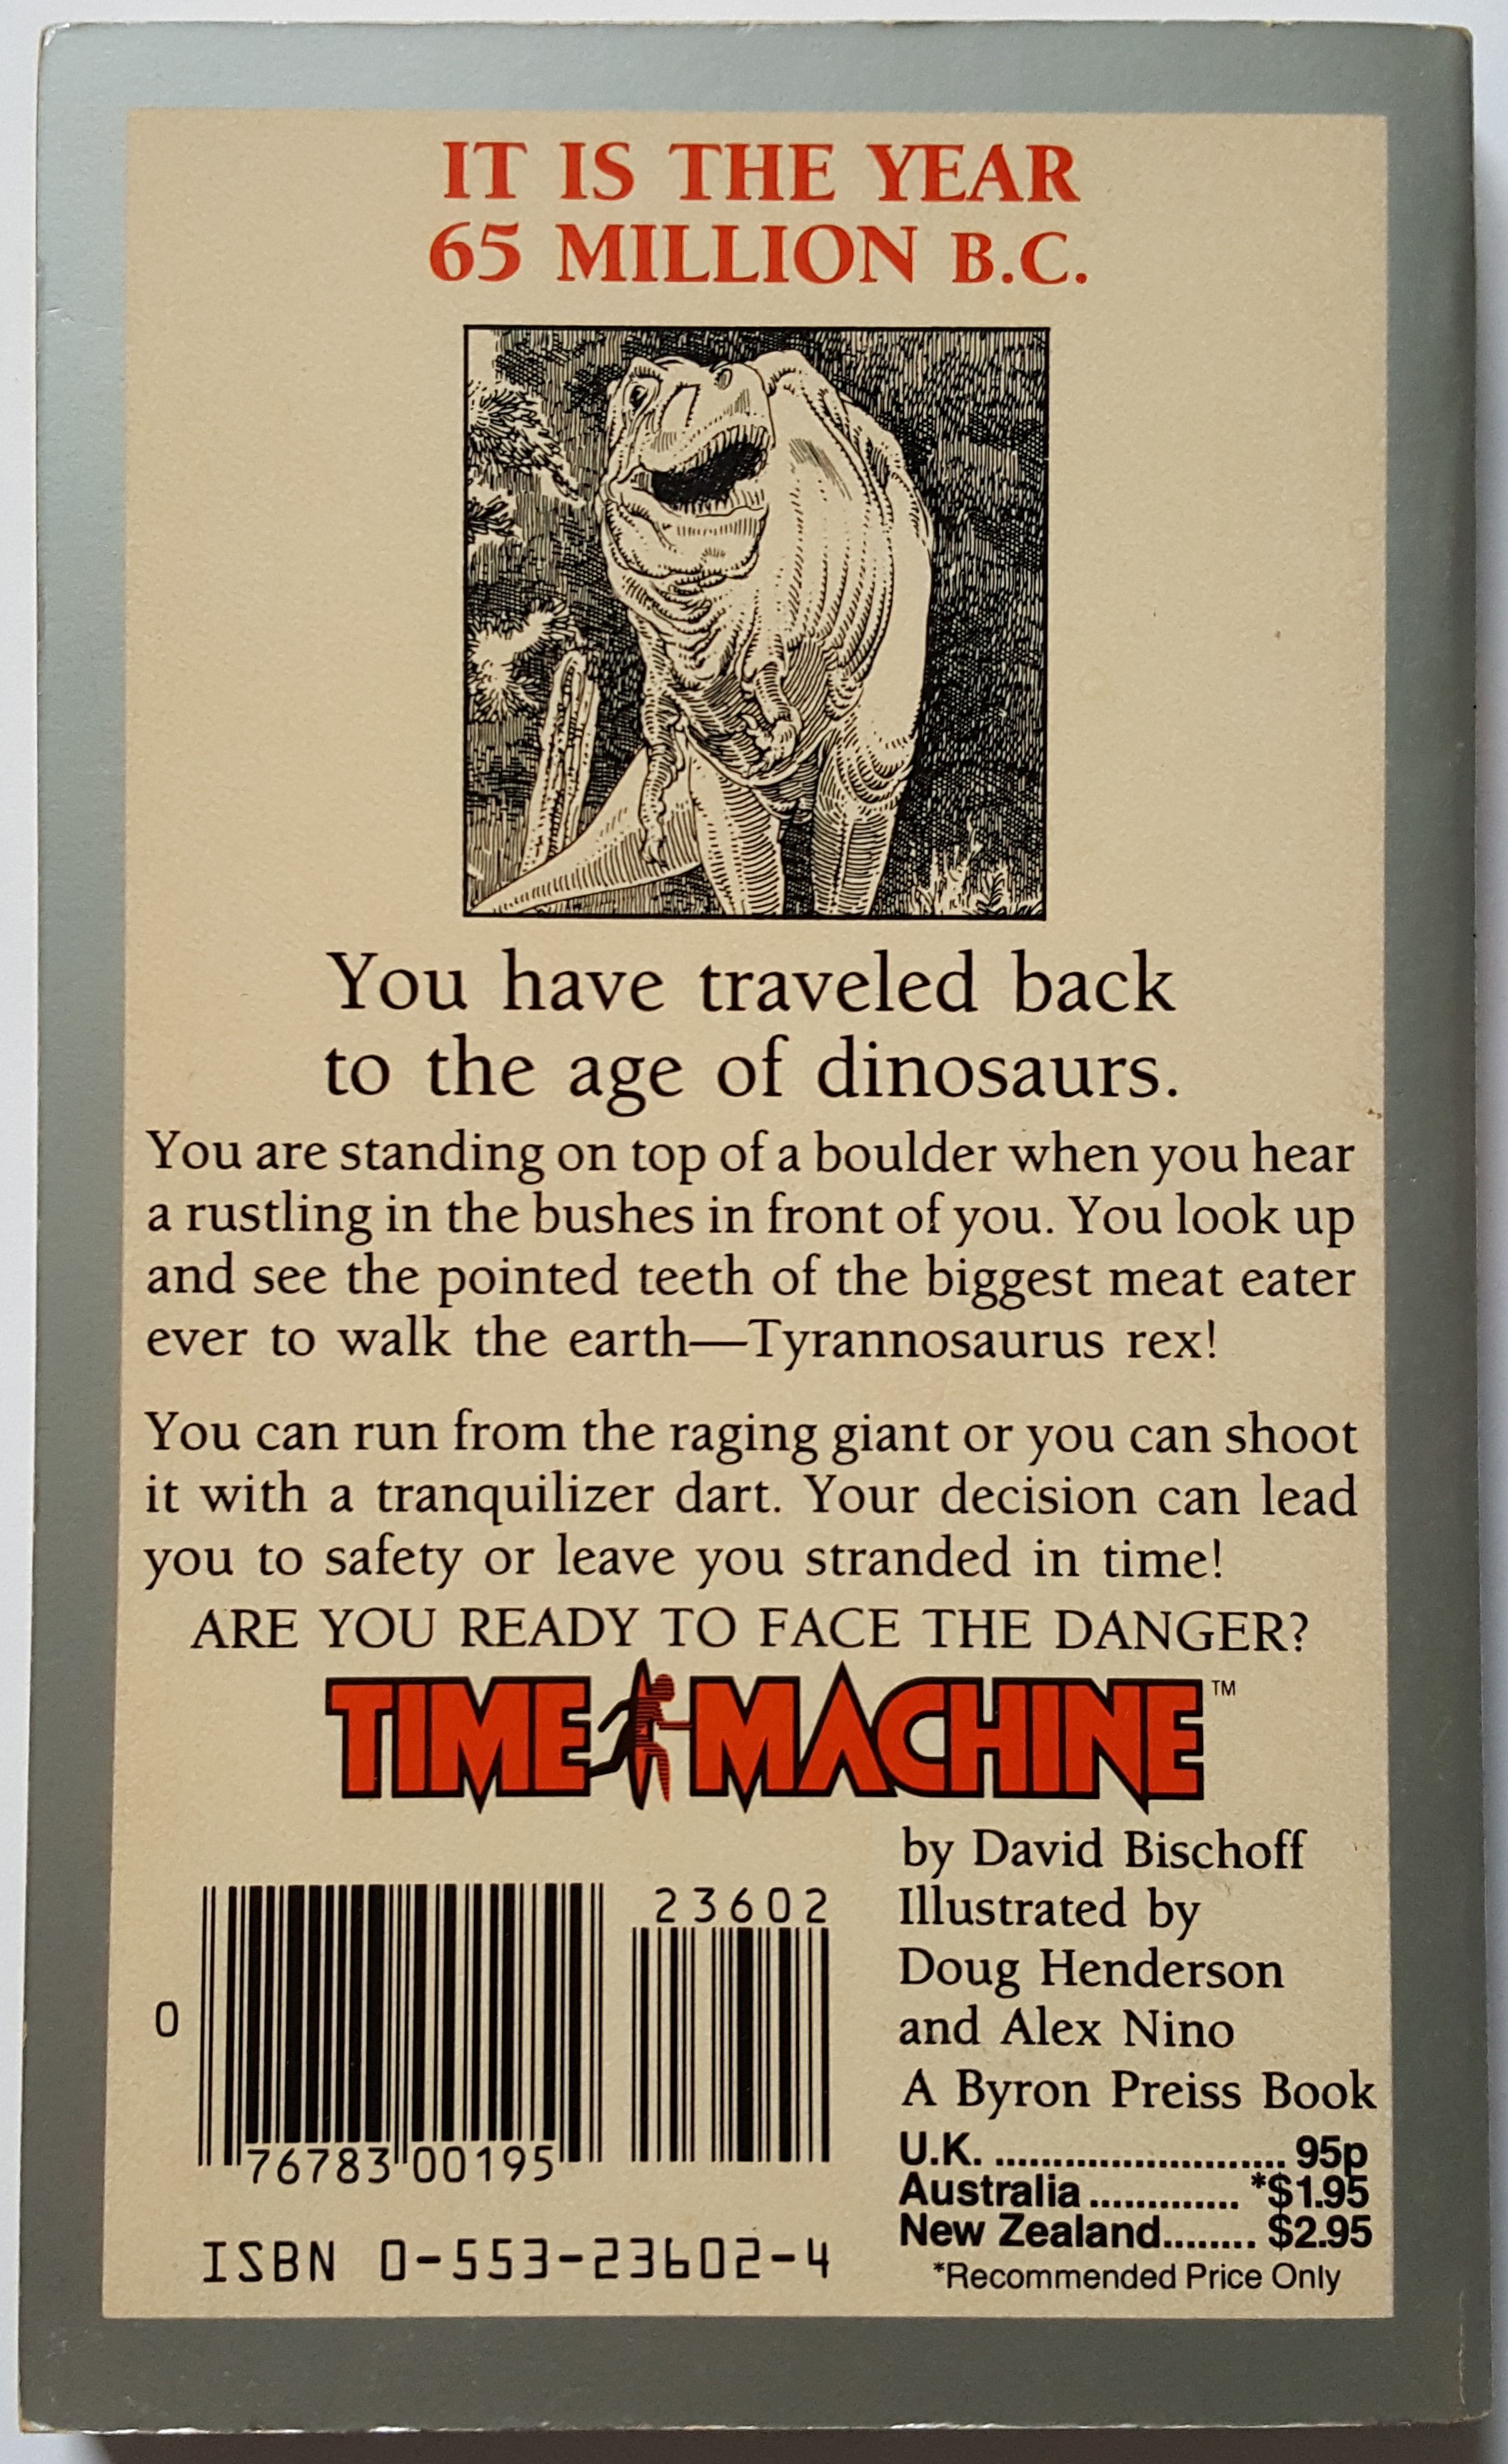 IT IS THE YEAR
65 MILLION B.C.
You have traveled back
to the age of dinosaurs.
You are standing on top of a boulder when you hear
a rustling in the bushes in front of you. You look up
and see the pointed teeth of the biggest meat eater
ever to walk the earth—Tyrannosaurus rex!
You can run from the raging giant or you can shoot
it with a tranquilizer dart. Your decision can lead
you to safety or leave you stranded in time!
ARE YOU READY TO FACE THE DANGER?
TIME MACHINE™
by David Bischoff
Illustrated by
Doug Henderson
and Alex Nino
A Byron Preiss Book
U.K. .......................... 95p
Australia .............. *$1.95
New Zealand........ $2.95
*Recommended Price Only
23602
0
76783 00195
ISBN 0-553-23602-4